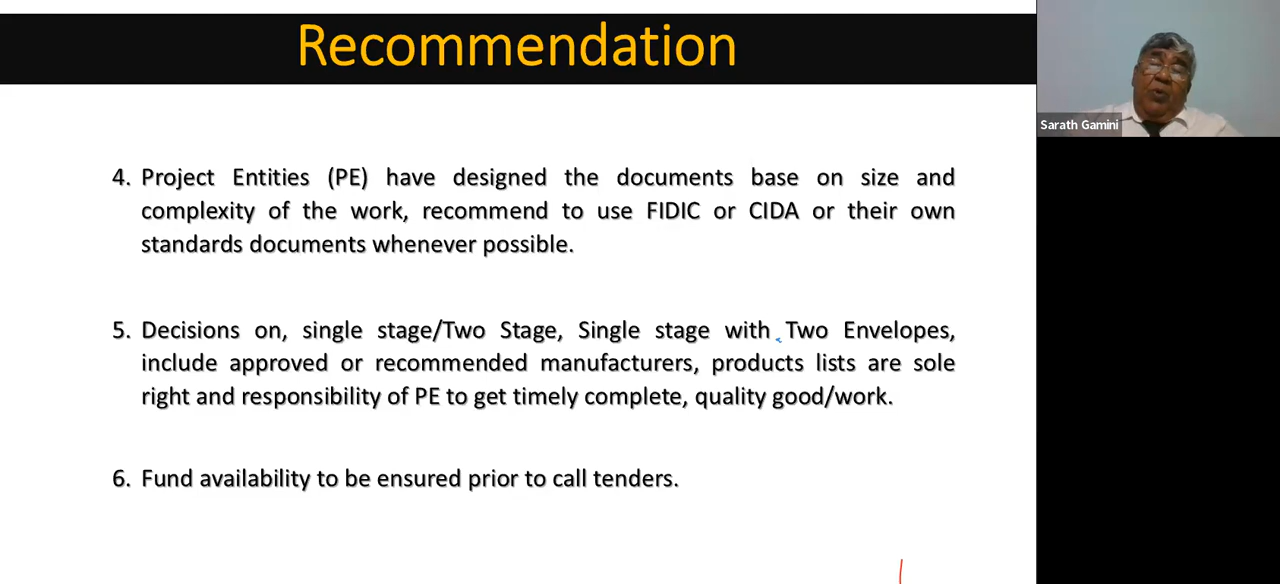 Recommendation
Sarath Gamini
4. Project Entities (PE) have designed the documents base on size and
complexity of the work, recommend to use FIDIC or CIDA or their own
standards documents whenever possible.
5. Decisions on, single stage/Two Stage, Single stage with Two Envelopes,
include approved or recommended manufacturers, products lists are sole
right and responsibility of PE to get timely complete, quality good/work.
6. Fund availability to be ensured prior to call tenders.